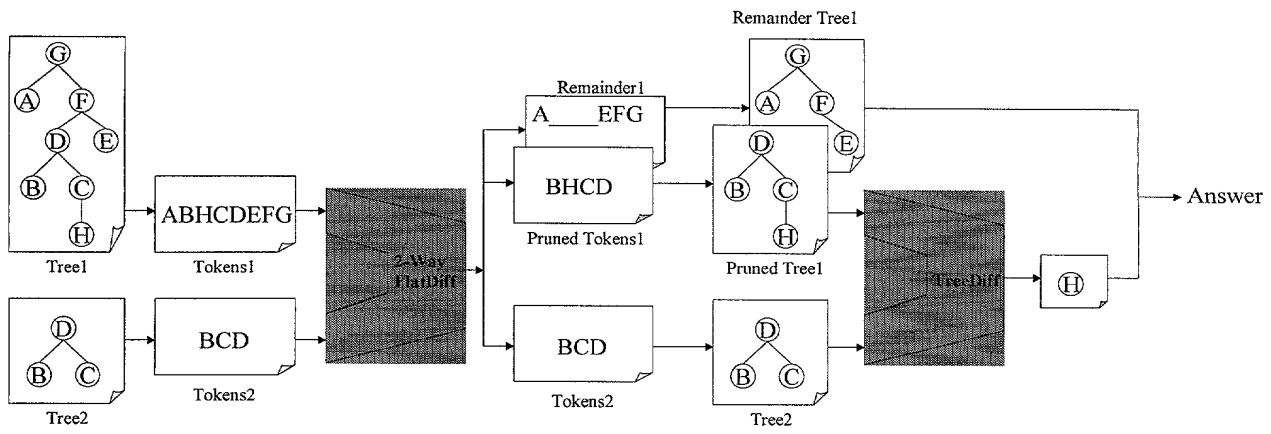 Remainder Tree1
G
A
F
E
Remainder1
A____EFG
G
A
F
D
E
B
C
H
Tree1
ABHCDEFG
Tokens1
2-Way
FlatDiff
BHCD
Pruned Tokens1
D
B
C
H
Pruned Tree1
TreeDiff
H
Answer
D
B
C
Tree2
BCD
Tokens2
BCD
Tokens2
D
B
C
Tree2